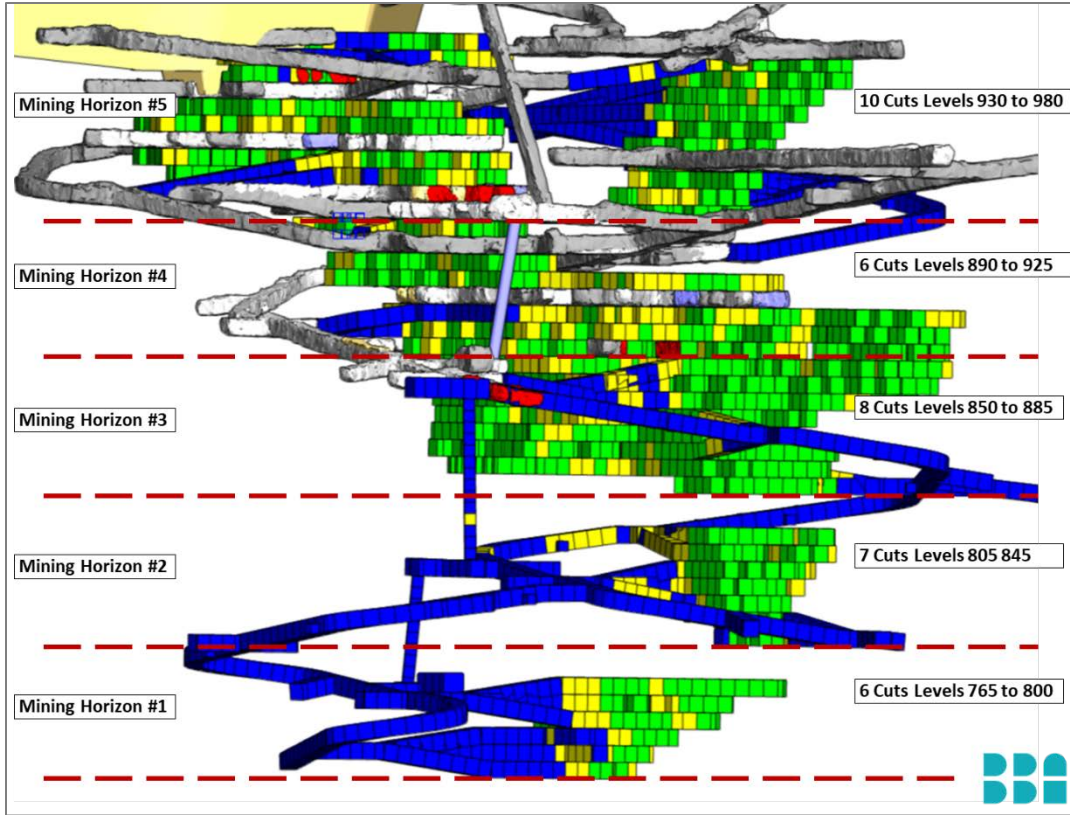 Mining Horizon #5
10 Cuts Levels 930 to 980
Mining Horizon #4
6 Cuts Levels 890 to 925
Mining Horizon #3
8 Cuts Levels 850 to 885
Mining Horizon #2
7 Cuts Levels 805 845
Mining Horizon #1
6 Cuts Levels 765 to 800
BBA